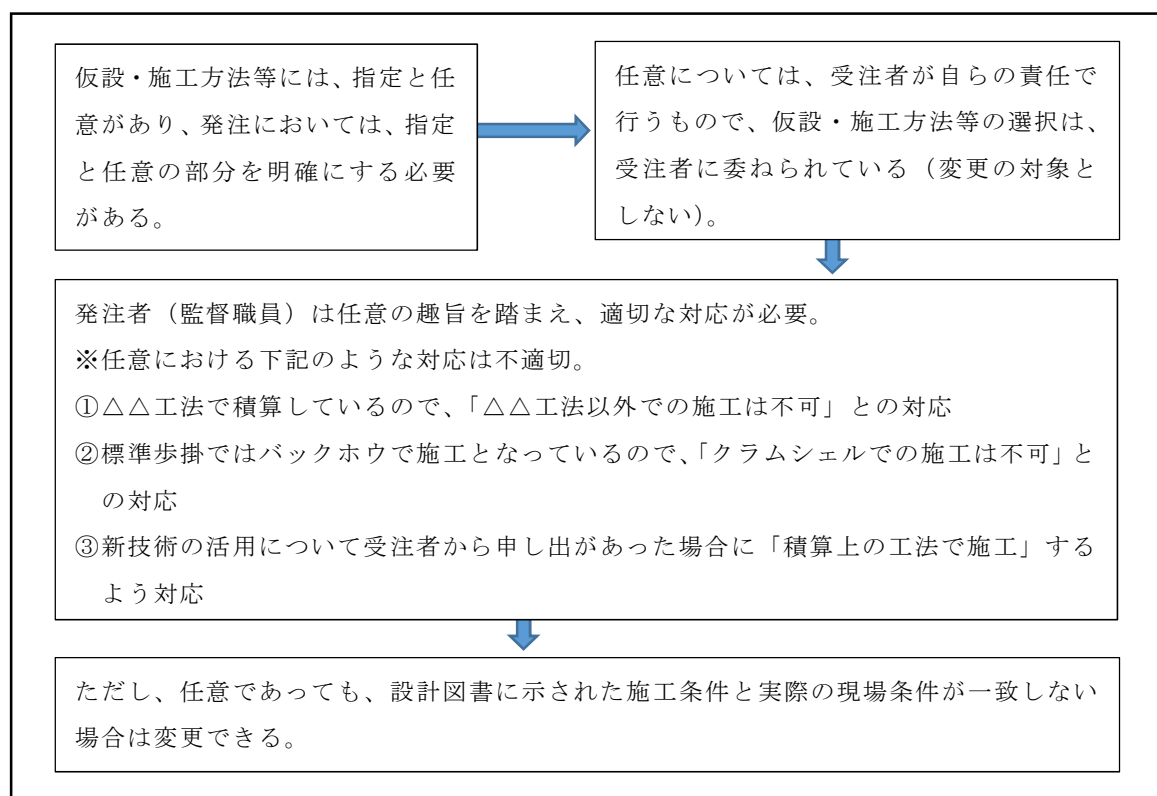 仮設・施工方法等には、指定と任
意があり、発注においては、指定
と任意の部分を明確にする必要
がある。
任意については、受注者が自らの責任で
行うもので、仮設・施工方法等の選択は、
受注者に委ねられている（変更の対象と
しない）。
発注者（監督職員）は任意の趣旨を踏まえ、適切な対応が必要。
※任意における下記のような対応は不適切。
①△△工法で積算しているので、「△△工法以外での施工は不可」との対応
②標準歩掛ではバックホウで施工となっているので、「クラムシェルでの施工は不可」と
の対応
③新技術の活用について受注者から申し出があった場合に「積算上の工法で施工」する
よう対応
ただし、任意であっても、設計図書に示された施工条件と実際の現場条件が一致しない
場合は変更できる。